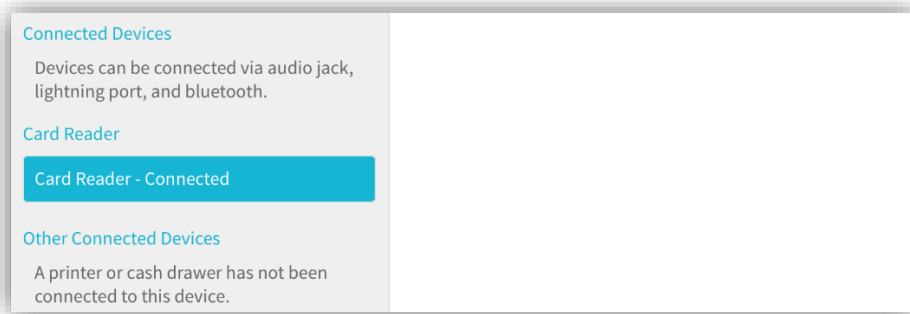 Connected Devices
Devices can be connected via audio jack,
lightning port, and bluetooth.
Card Reader
Card Reader - Connected
Other Connected Devices
A printer or cash drawer has not been
connected to this device.